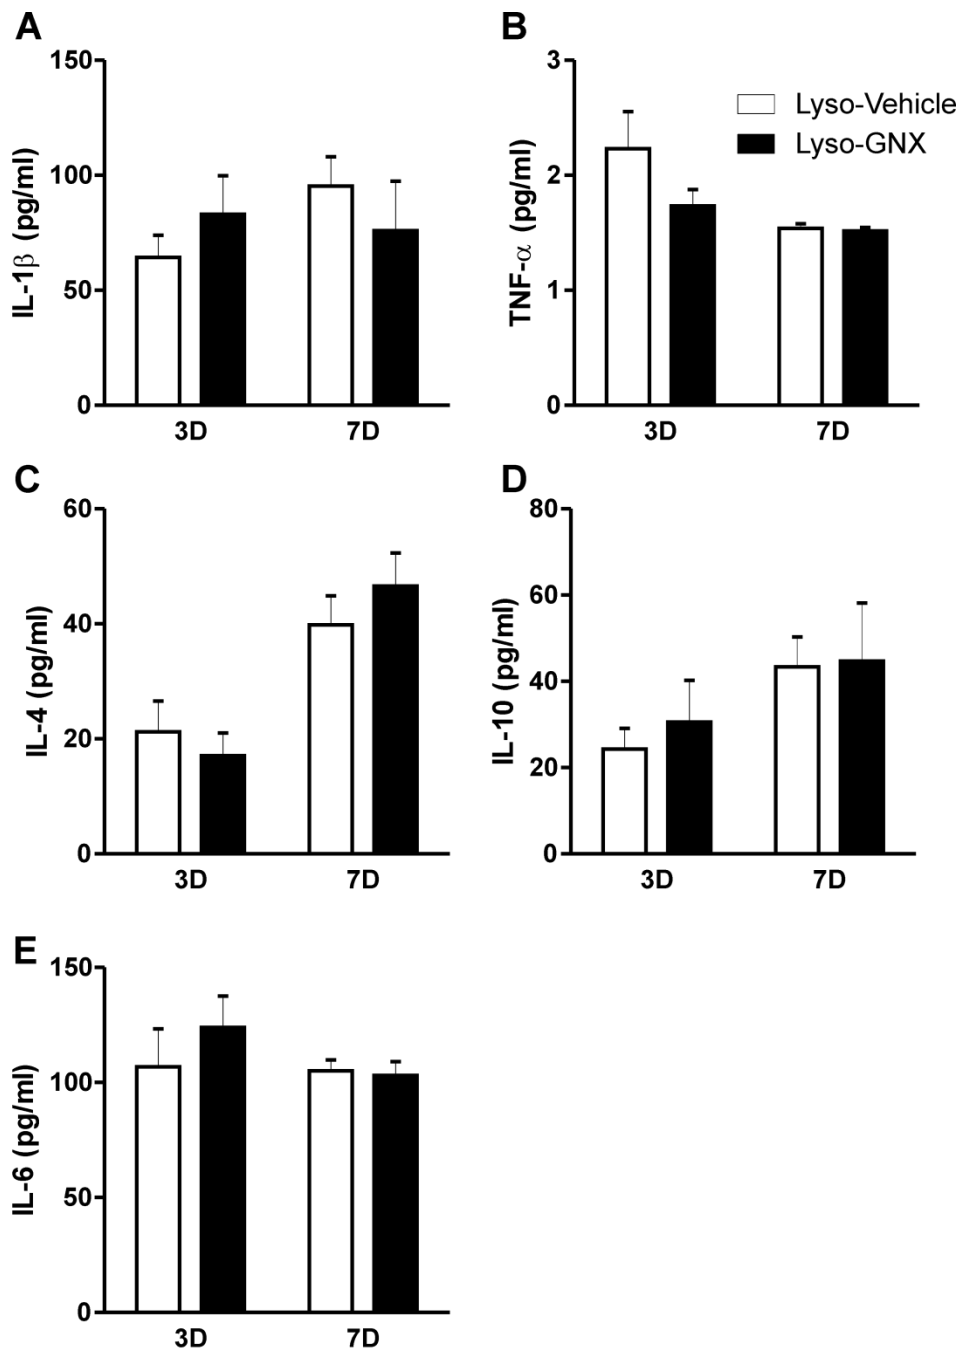 A
IL-1β (pg/ml)
150
100
50
0
3D 7D
B
TNF-α (pg/ml)
3
2
1
0
3D 7D
Lyso-Vehicle
Lyso-GNX
C
IL-4 (pg/ml)
60
40
20
0
3D 7D
D
IL-10 (pg/ml)
80
60
40
20
0
3D 7D
E
IL-6 (pg/ml)
150
100
50
0
3D 7D